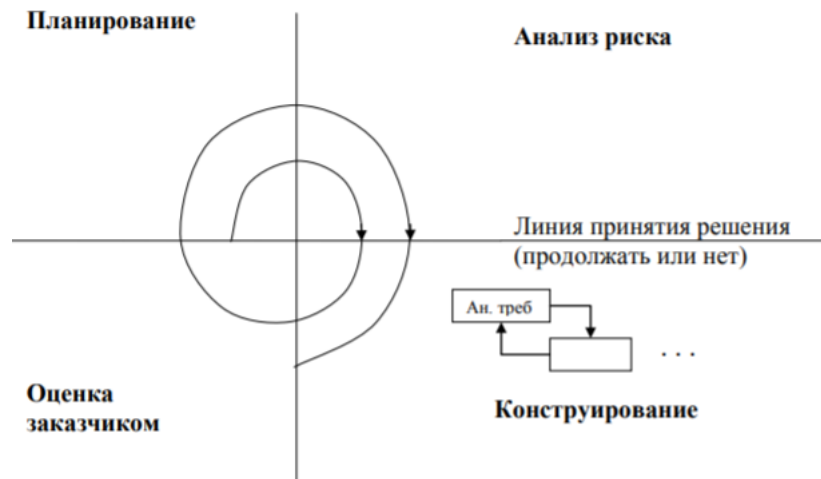 Планирование
Анализ риска
Линия принятия решения
(продолжать или нет)
Ан. треб
. . .
Оценка
заказчиком
Конструирование